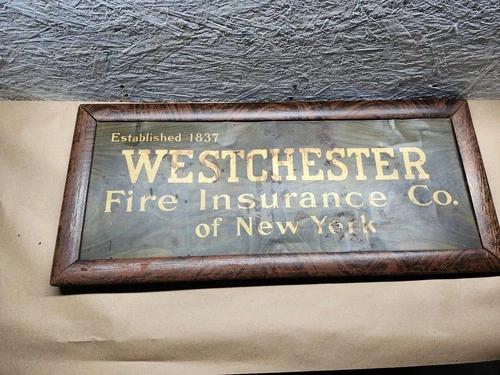 Established 1837
WESTCHESTER
Fire Insurance Co.
of New York